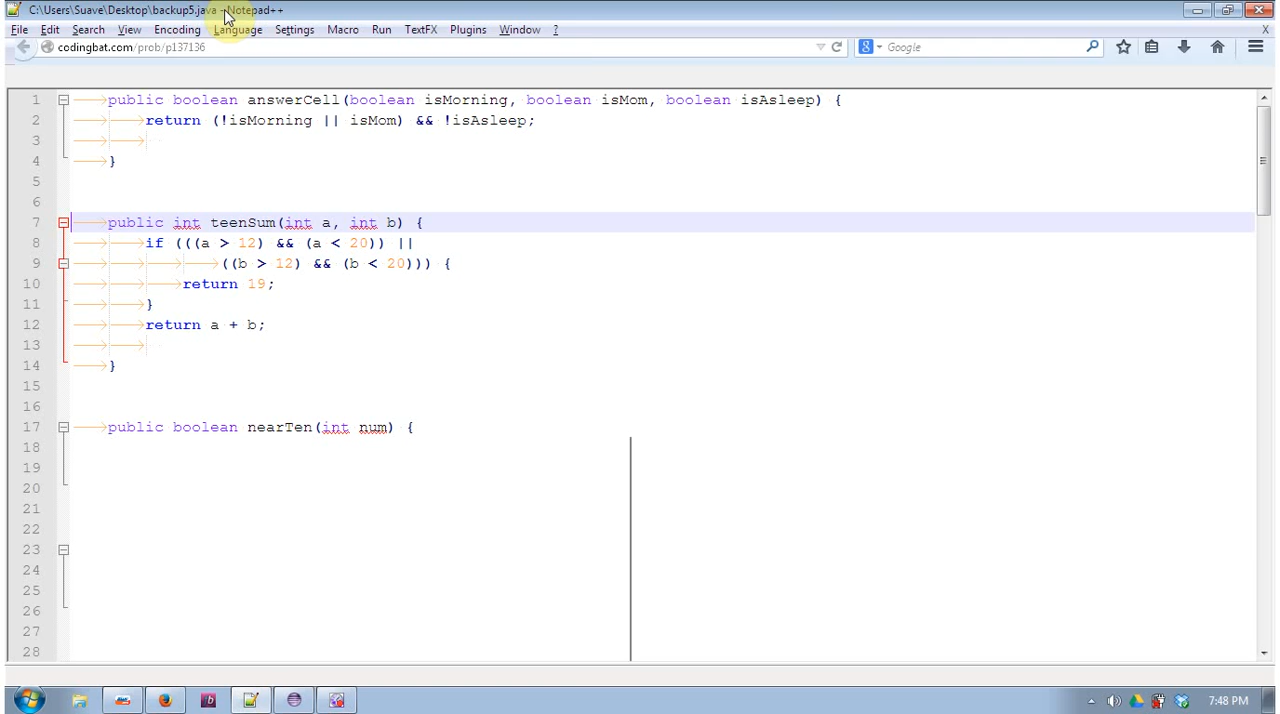 C:\Users\Suave\Desktop\backup5.java - Notepad++
File Edit Search View Encoding Language Settings Macro Run TextFX Plugins Window ? X
codingbat.com/prob/p137136 Google
1 public boolean answerCell(boolean isMorning, boolean isMom, boolean isAsleep) {
2 return (!isMorning || isMom) && !isAsleep;
3
4 }
5
6
7 public int teenSum(int a, int b) {
8 if (((a > 12) && (a < 20)) ||
9 ((b > 12) && (b < 20))) {
10 return 19;
11 }
12 return a + b;
13
14 }
15
16
17 public boolean nearTen(int num) {
18
19
20
21
22
23
24
25
26
27
28
7:48 PM